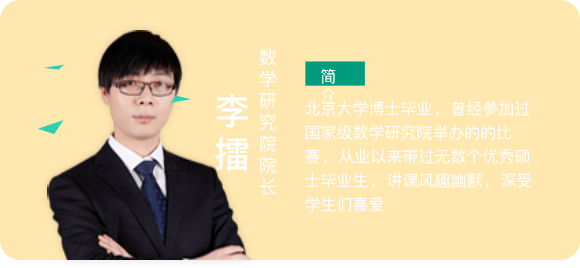 数学研究院院长
李擂
简
介
北京大学博士毕业，曾经参加过
国家级数学研究院举办的的比
赛，从业以来带过无数个优秀硕
士毕业生，讲课风趣幽默，深受
学生们喜爱